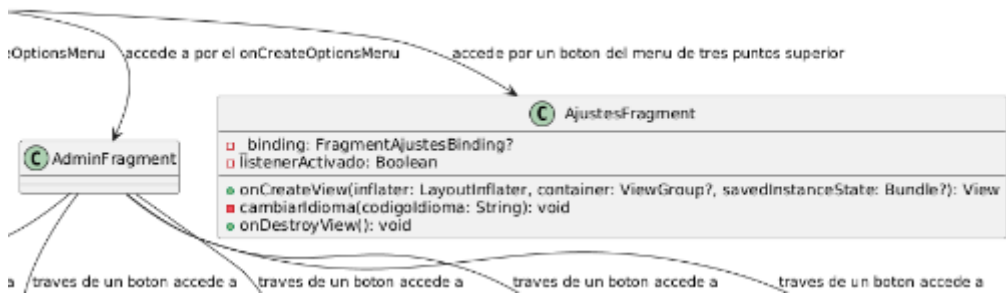 eOptionsMenu
accede a por el onCreateOptionsMenu
accede por un boton del menu de tres puntos superior
C AjustesFragment
_binding: FragmentAjustesBinding?
listenerActivado: Boolean
onCreateView(inflater: LayoutInflater, container: ViewGroup?, savedInstanceState: Bundle?): View
cambiarIdioma(codigoIdioma: String): void
onDestroyView(): void
C AdminFragment
a
traves de un boton accede a
traves de un boton accede a
traves de un boton accede a
traves de un boton accede a